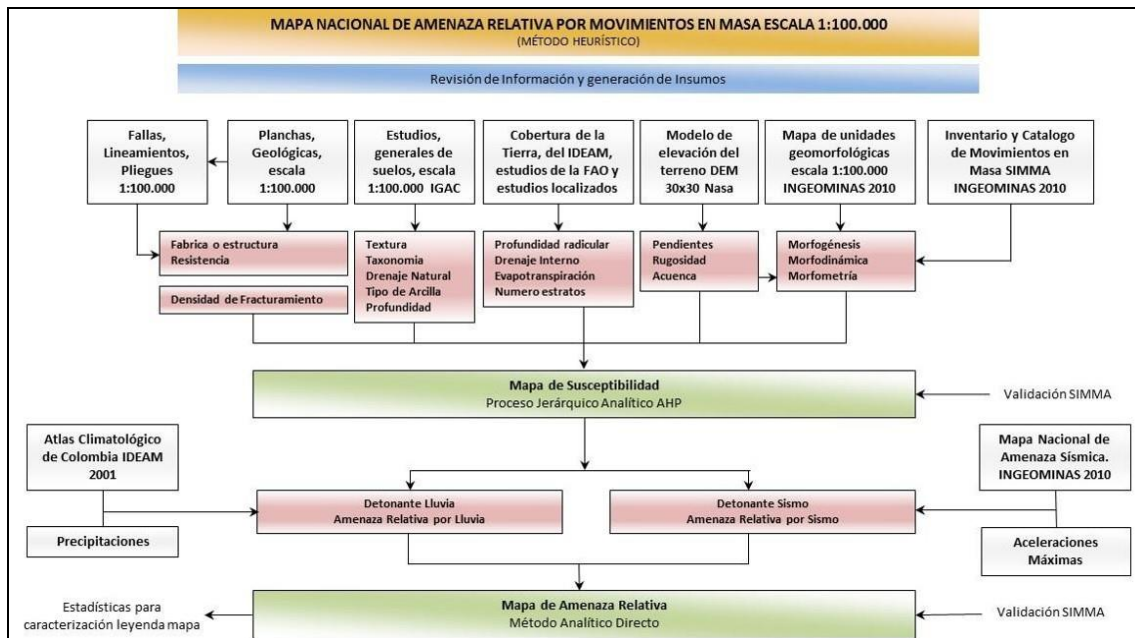 MAPA NACIONAL DE AMENAZA RELATIVA POR MOVIMIENTOS EN MASA ESCALA 1:100.000
(MÉTODO HEURÍSTICO)
Revisión de Información y generación de Insumos
Fallas,
Lineamientos,
Pliegues
1:100.000
Planchas,
Geológicas,
escala
1:100.000
Estudios,
generales de
suelos, escala
1:100.000 IGAC
Cobertura de la
Tierra, del IDEAM,
estudios de la FAO y
estudios localizados
Modelo de
elevación del
terreno DEM
30x30 Nasa
Mapa de unidades
geomorfológicas
escala 1:100.000
INGEOMINAS 2010
Inventario y Catalogo
de Movimientos en
Masa SIMMA
INGEOMINAS 2010
Fabrica o estructura
Resistencia
Densidad de Fracturamiento
Textura
Taxonomia
Drenaje Natural
Tipo de Arcilla
Profundidad
Profundidad radicular
Drenaje Interno
Evapotranspiración
Numero estratos
Pendientes
Rugosidad
Acuenca
Morfogénesis
Morfodinámica
Morfometría
Mapa de Susceptibilidad
Proceso Jerárquico Analítico AHP
Validación SIMMA
Atlas Climatológico
de Colombia IDEAM
2001
Precipitaciones
Detonante Lluvia
Amenaza Relativa por Lluvia
Detonante Sismo
Amenaza Relativa por Sismo
Mapa Nacional de
Amenaza Sísmica.
INGEOMINAS 2010
Aceleraciones
Máximas
Estadísticas para
caracterización leyenda mapa
Mapa de Amenaza Relativa
Método Analítico Directo
Validación SIMMA